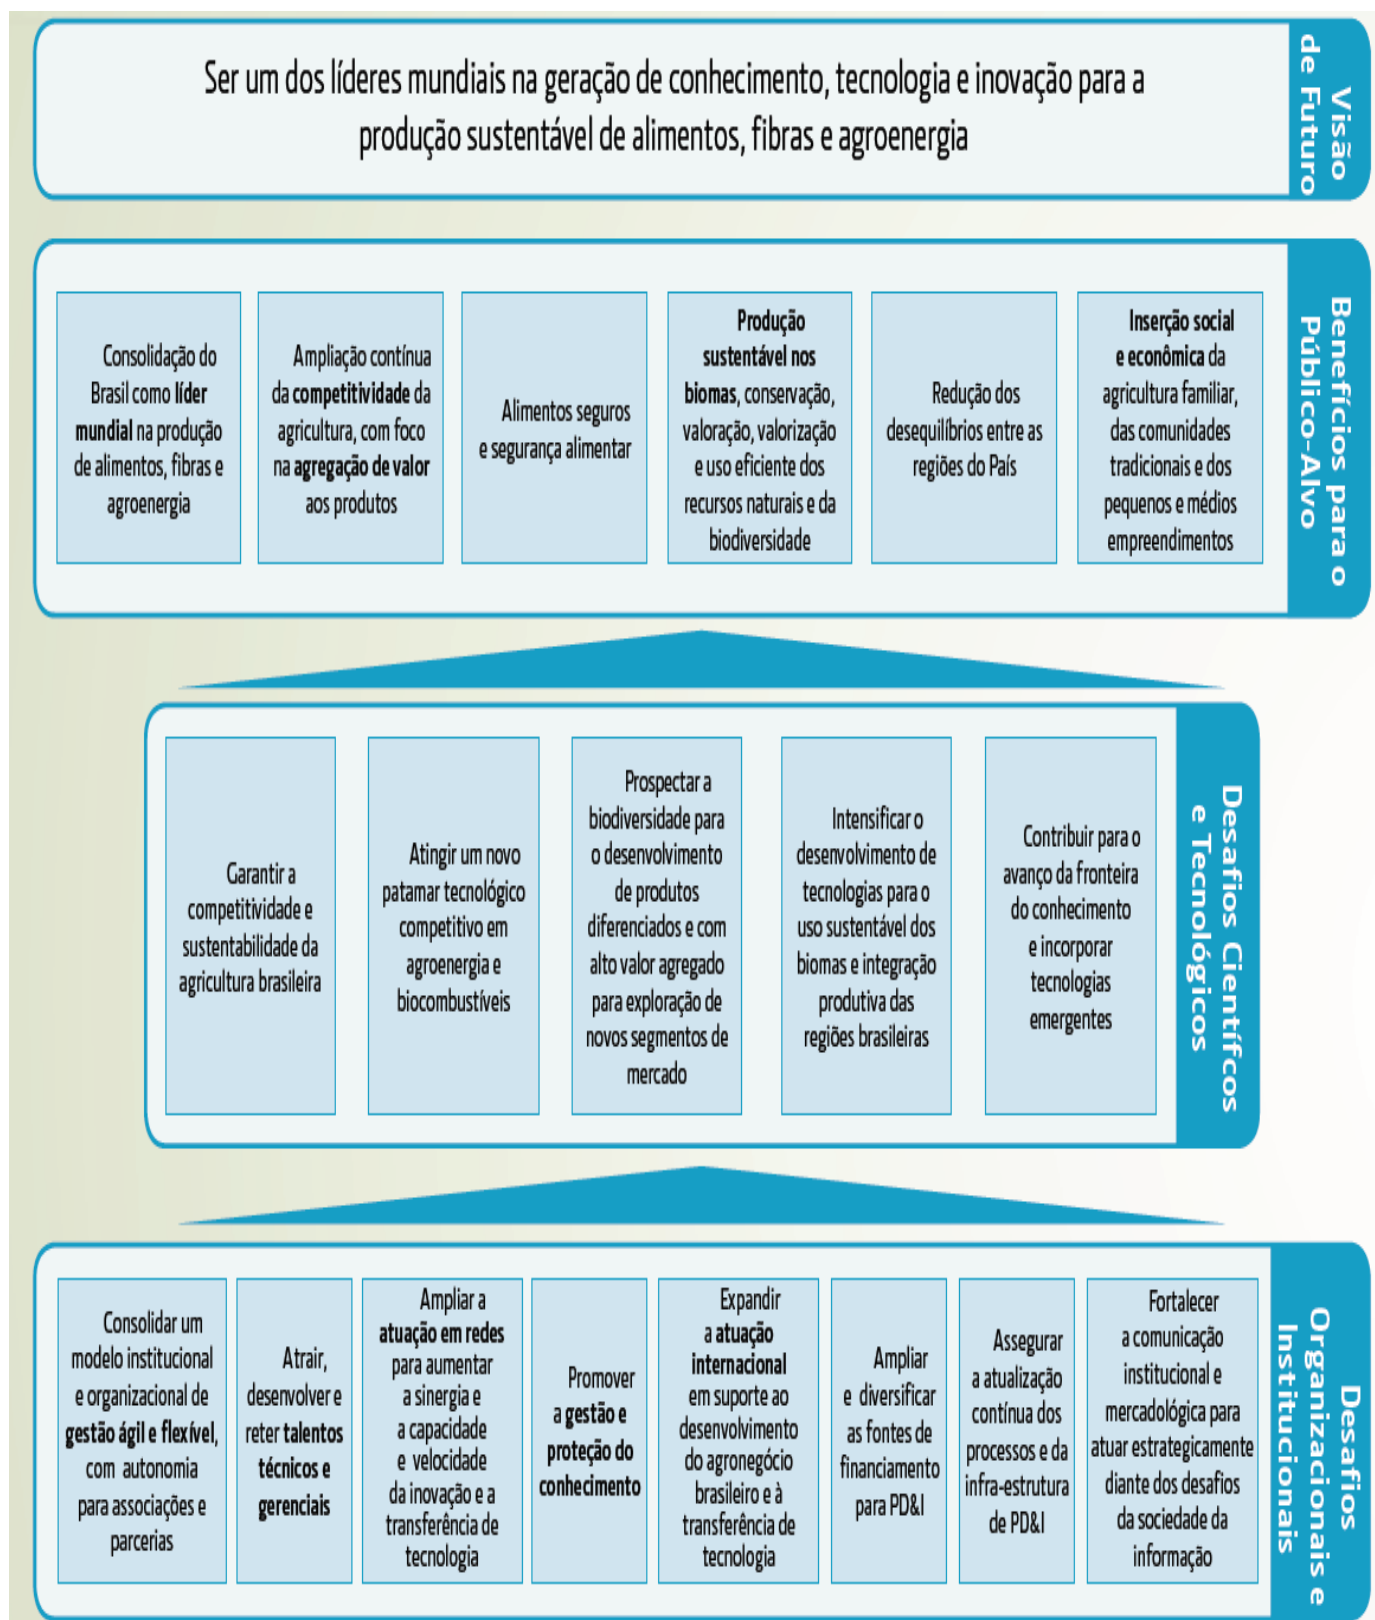 Ser um dos líderes mundiais na geração de conhecimento, tecnologia e inovação para a
produção sustentável de alimentos, fibras e agroenergia
Visão
de Futuro
Consolidação do
Brasil como líder
mundial na produção
de alimentos, fibras e
agroenergia
Ampliação contínua
da competitividade da
agricultura, com foco
na agregação de valor
aos produtos
Alimentos seguros
e segurança alimentar
Produção
sustentável nos
biomas, conservação,
valoração, valorização
e uso eficiente dos
recursos naturais e da
biodiversidade
Redução dos
desequilíbrios entre as
regiões do País
Inserção social
e econômica da
agricultura familiar,
das comunidades
tradicionais e dos
pequenos e médios
empreendimentos
Benefícios para o
Público-Alvo
Garantir a
competitividade e
sustentabilidade da
agricultura brasileira
Atingir um novo
patamar tecnológico
competitivo em
agroenergia e
biocombustíveis
Prospectar a
biodiversidade para
o desenvolvimento
de produtos
diferenciados e com
alto valor agregado
para exploração de
novos segmentos de
mercado
Intensificar o
desenvolvimento de
tecnologias para o
uso sustentável dos
biomas e integração
produtiva das
regiões brasileiras
Contribuir para o
avanço da fronteira
do conhecimento
e incorporar
tecnologias
emergentes
Desafios Científcos
e Tecnológicos
Consolidar um
modelo institucional
e organizacional de
gestão ágil e flexível,
com autonomia
para associações e
parcerias
Atrair,
desenvolver e
reter talentos
técnicos e
gerenciais
Ampliar a
atuação em redes
para aumentar
a sinergia e
a capacidade
e velocidade
da inovação e a
transferência de
tecnologia
Promover
a gestão e
proteção do
conhecimento
Expandir
a atuação
internacional
em suporte ao
desenvolvimento
do agronegócio
brasileiro e à
transferência de
tecnologia
Ampliar
e diversificar
as fontes de
financiamento
para PD&I
Assegurar
a atualização
contínua dos
processos e da
infra-estrutura
de PD&I
Fortalecer
a comunicação
institucional e
mercadológica para
atuar estrategicamente
diante dos desafios
da sociedade da
informação
Desafios
Organizacionais e
Institucionais